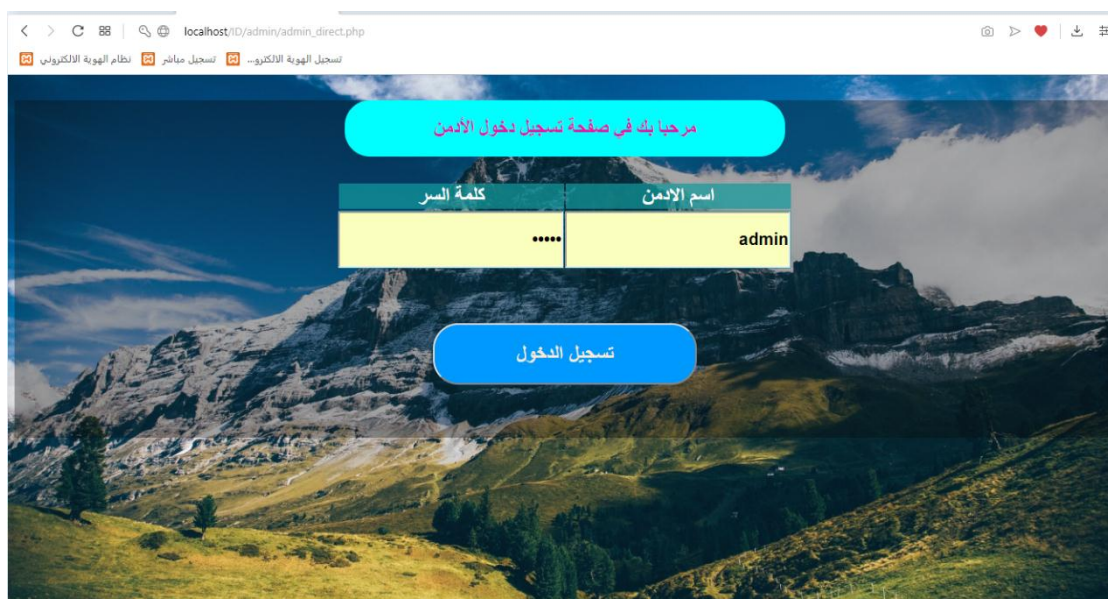 localhost/ID/admin/admin_direct.php
نظام الهوية الالكتروني تسجيل مباشر تسجيل الهوية الالكترو...
مرحبا بك في صفحة تسجيل دخول الأدمن
اسم الادمن كلمة السر
admin •••••
تسجيل الدخول